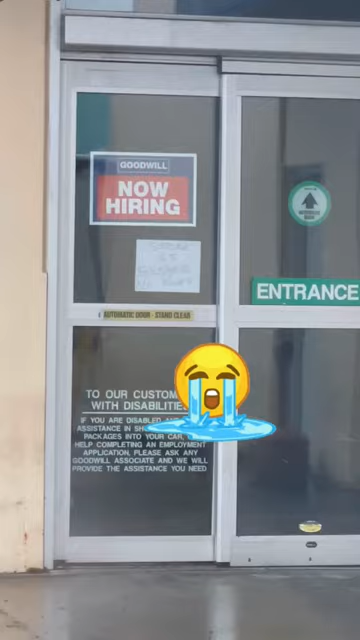 GOODWILL
NOW
HIRING
ENTRANCE
AUTOMATIC DOOR - STAND CLEAR
TO OUR CUSTOM
WITH DISABILITIE
IF YOU ARE DISABLED
ASSISTANCE IN
PACKAGES INTO YOUR CAR,
HELP COMPLETING AN EMPLOYMENT
APPLICATION, PLEASE ASK ANY
GOODWILL ASSOCIATE AND WE WILL
PROVIDE THE ASSISTANCE YOU NEED